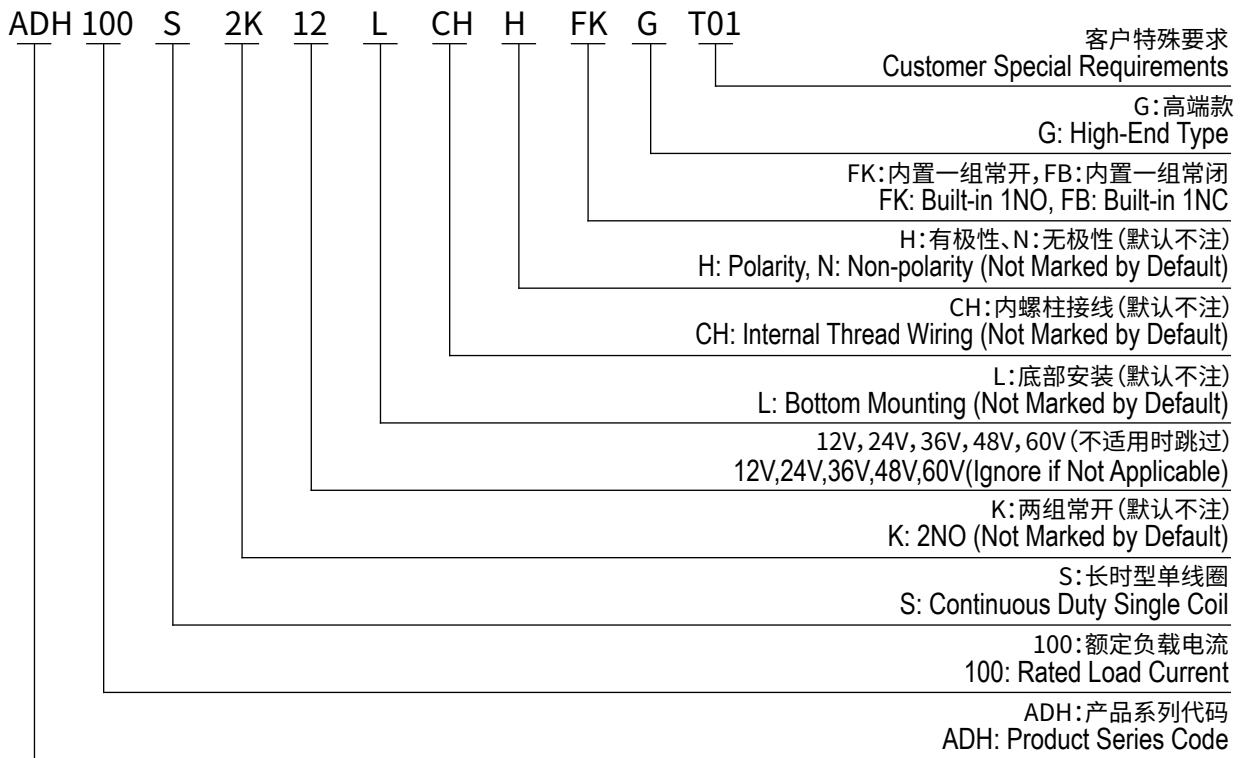 ADH 100 S 2K 12 L CH H FK G T01
客户特殊要求
Customer Special Requirements
G:高端款
G: High-End Type
FK:内置一组常开,FB:内置一组常闭
FK: Built-in 1NO, FB: Built-in 1NC
H:有极性、N:无极性(默认不注)
H: Polarity, N: Non-polarity (Not Marked by Default)
CH:内螺柱接线(默认不注)
CH: Internal Thread Wiring (Not Marked by Default)
L:底部安装(默认不注)
L: Bottom Mounting (Not Marked by Default)
12V,24V,36V,48V,60V(不适用时跳过)
12V,24V,36V,48V,60V(Ignore if Not Applicable)
K:两组常开(默认不注)
K: 2NO (Not Marked by Default)
S:长时型单线圈
S: Continuous Duty Single Coil
100:额定负载电流
100: Rated Load Current
ADH:产品系列代码
ADH: Product Series Code